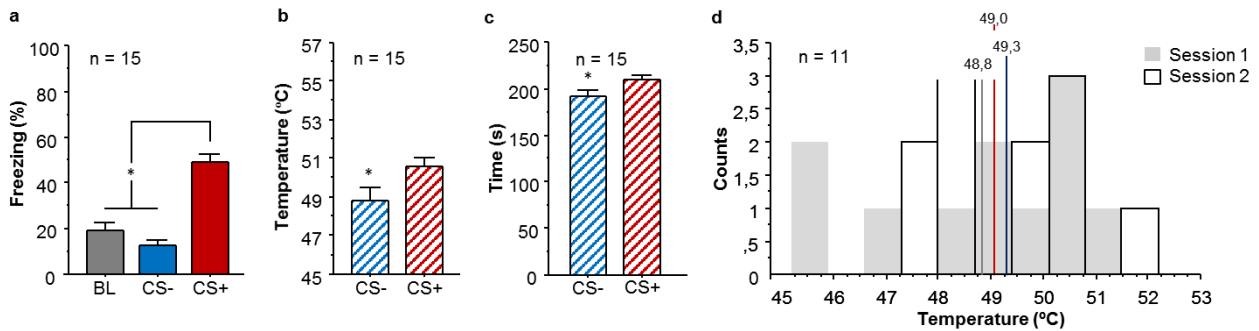 a
Freezing (%)
100
80
60
40
20
0
n = 15
*
BL
CS-
CS+
b
Temperature (ºC)
57
55
53
51
49
47
45
n = 15
*
CS-
CS+
c
Time (s)
250
200
150
100
50
0
n = 15
*
CS-
CS+
d
Counts
3,5
3
2,5
2
1,5
1
,5
0
n = 11
49,0
49,3
48,8
Session 1
Session 2
45
46
47
48
49
50
51
52
53
Temperature (ºC)